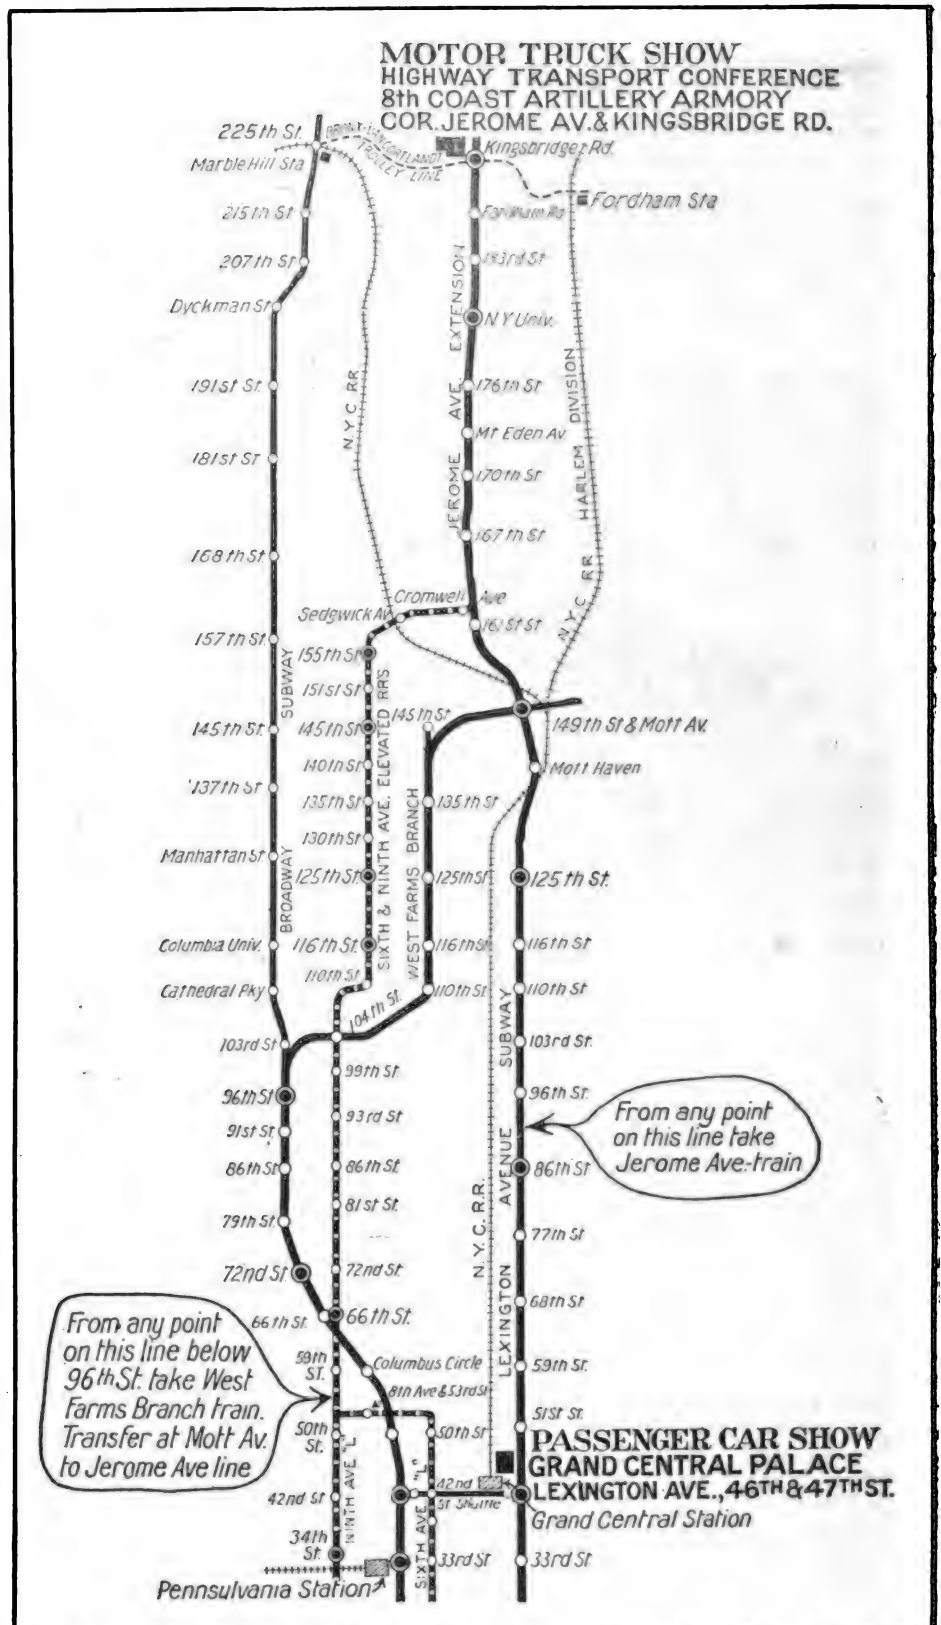 MOTOR TRUCK SHOW
HIGHWAY TRANSPORT CONFERENCE
8th COAST ARTILLERY ARMORY
COR. JEROME AV. & KINGSBRIDGE RD.
225th St.
Marble Hill Sta
215th St
207th St
Dyckman St
191st St.
181st St
168th St
157th St.
145th St.
137th St.
Manhattan St.
Columbia Univ.
Cathedral Pky
103rd St
96th St
91st St.
86th St
79th St.
72nd St
66th St.
Columbus Circle
BROADWAY SUBWAY
TROLLEY LINE
N.Y.C RR
Sedgwick Av
Cromwell Ave
155th St
151st St
145th St
140th St
135th St
130th St
125th St
116th St.
110th St
104th St.
99th St.
93rd St
86th St.
81st St.
72nd St.
66th St.
59th
ST.
8th Ave & 53rd St
50th
St.
42nd St
34th
St.
SIXTH & NINTH AVE. ELEVATED RRS
NINTH AVE "L"
145th St
135th St
125th St
116th St
110th St
WEST FARMS BRANCH
50th St
42nd
St Shuttle
33rd St
SIXTH AVE "L"
Kingsbridge Rd.
Fordham Rd
183rd St
N Y Univ.
176th St
Mt Eden Av
170th St
167th St
161st St
149th St & Mott Av.
Mott Haven
125th St.
116th St
110th St
103rd St.
96th St.
86th St
77th St
68th St
59th St.
51st St.
JEROME AVE. EXTENSION
Fordham Sta
N.Y.C RR HARLEM DIVISION
N.Y.C.R.R.
LEXINGTON AVENUE SUBWAY
From any point
on this line take
Jerome Ave.-train
From any point
on this line below
96th St. take West
Farms Branch train.
Transfer at Mott Av.
to Jerome Ave line
PASSENGER CAR SHOW
GRAND CENTRAL PALACE
LEXINGTON AVE., 46TH & 47TH ST.
Grand Central Station
33rd St
Pennsulvania Station